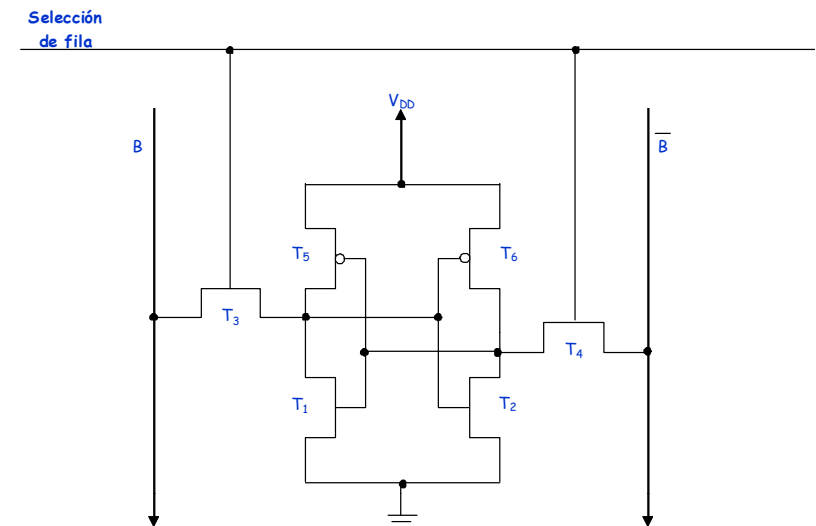 Selección
de fila
V_DD
B
B̅
T₅
T₆
T₃
T₄
T₁
T₂